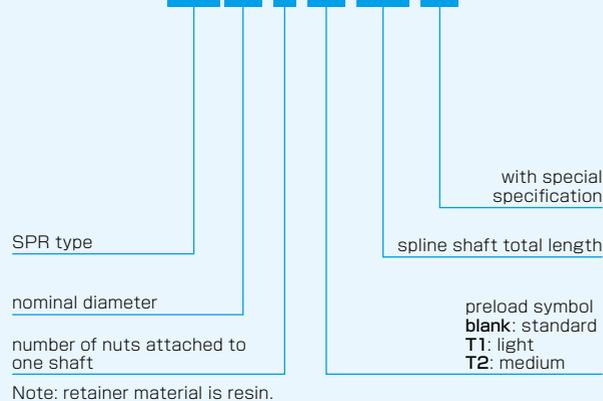 with special
specification
SPR type
spline shaft total length
nominal diameter
preload symbol
blank: standard
number of nuts attached to
one shaft
T1: light
T2: medium
Note: retainer material is resin.